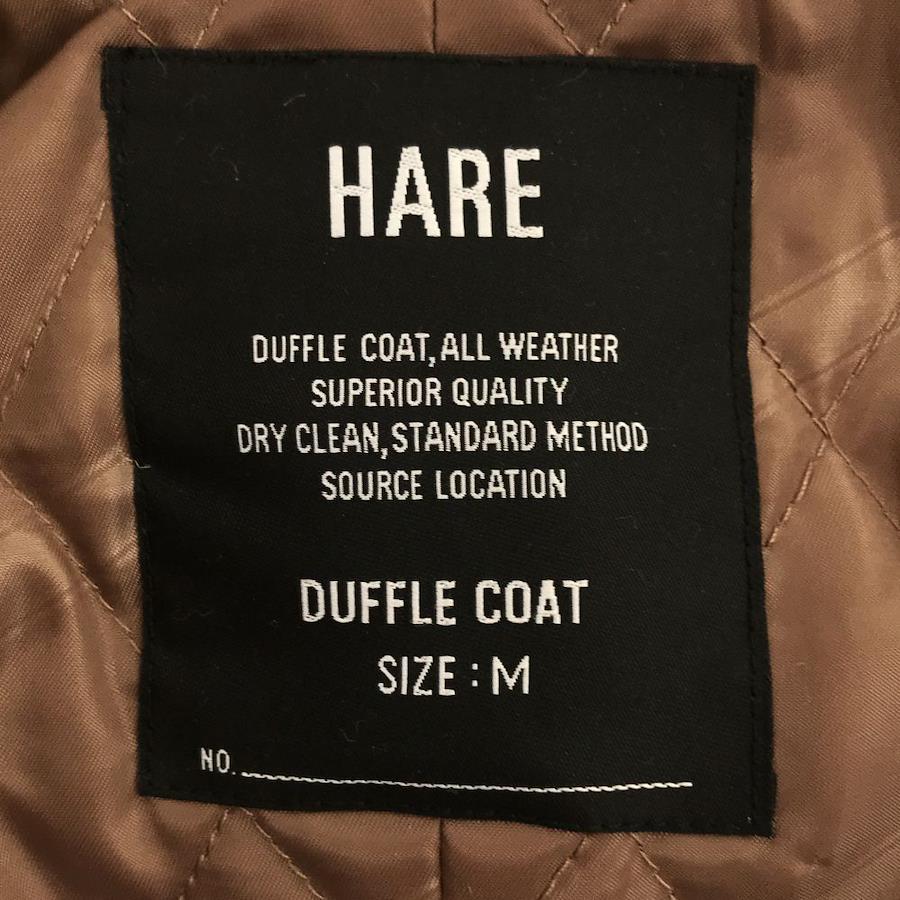 HARE
DUFFLE COAT,ALL WEATHER
SUPERIOR QUALITY
DRY CLEAN,STANDARD METHOD
SOURCE LOCATION
DUFFLE COAT
SIZE : M
NO.